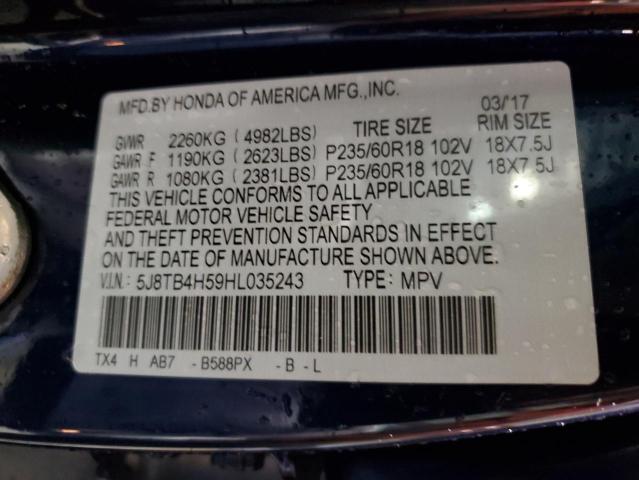 MFD.BY HONDA OF AMERICA MFG.,INC.
03/'17
GVWR 2260KG ( 4982LBS) TIRE SIZE RIM SIZE
GAWR F 1190KG ( 2623LBS) P235/60R18 102V 18X7.5J
GAWR R 1080KG ( 2381LBS) P235/60R18 102V 18X7.5J
THIS VEHICLE CONFORMS TO ALL APPLICABLE
FEDERAL MOTOR VEHICLE SAFETY
AND THEFT PREVENTION STANDARDS IN EFFECT
ON THE DATE OF MANUFACTURE SHOWN ABOVE.
V.I.N.: 5J8TB4H59HL035243 TYPE: MPV
TX4 H AB7 - B588PX - B - L